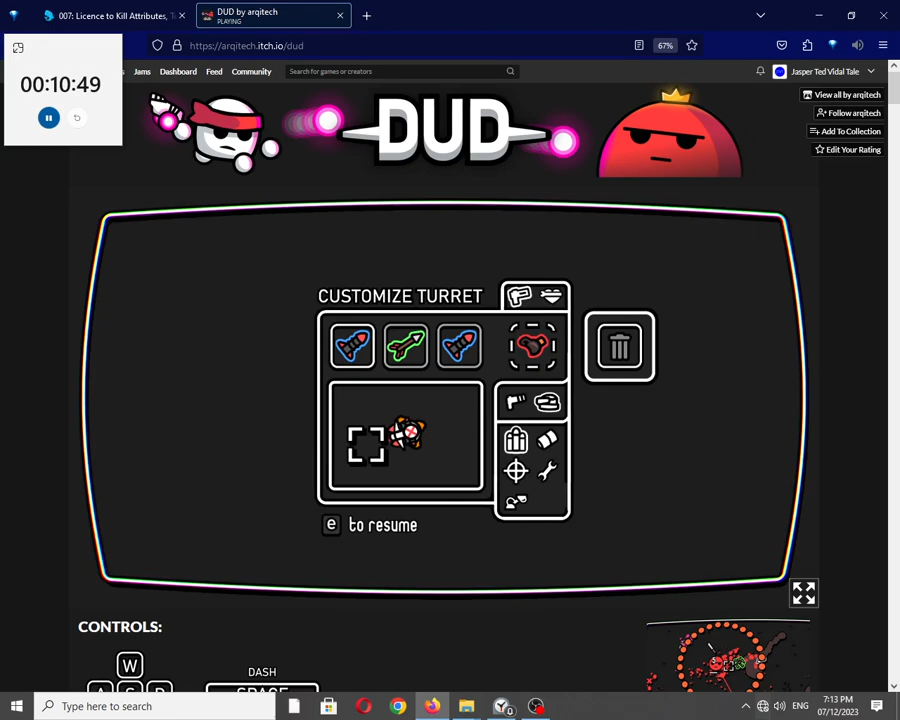 007: Licence to Kill Attributes, Te
DUD by arqitech
PLAYING
https://arqitech.itch.io/dud
67%
00:10:49
Jams
Dashboard
Feed
Community
Search for games or creators
Jasper Ted Vidal Tale
View all by arqitech
Follow arqitech
Add To Collection
Edit Your Rating
DUD
CUSTOMIZE TURRET
e to resume
CONTROLS:
W
A S D
DASH
SPACE
Type here to search
ENG
7:13 PM
07/12/2023